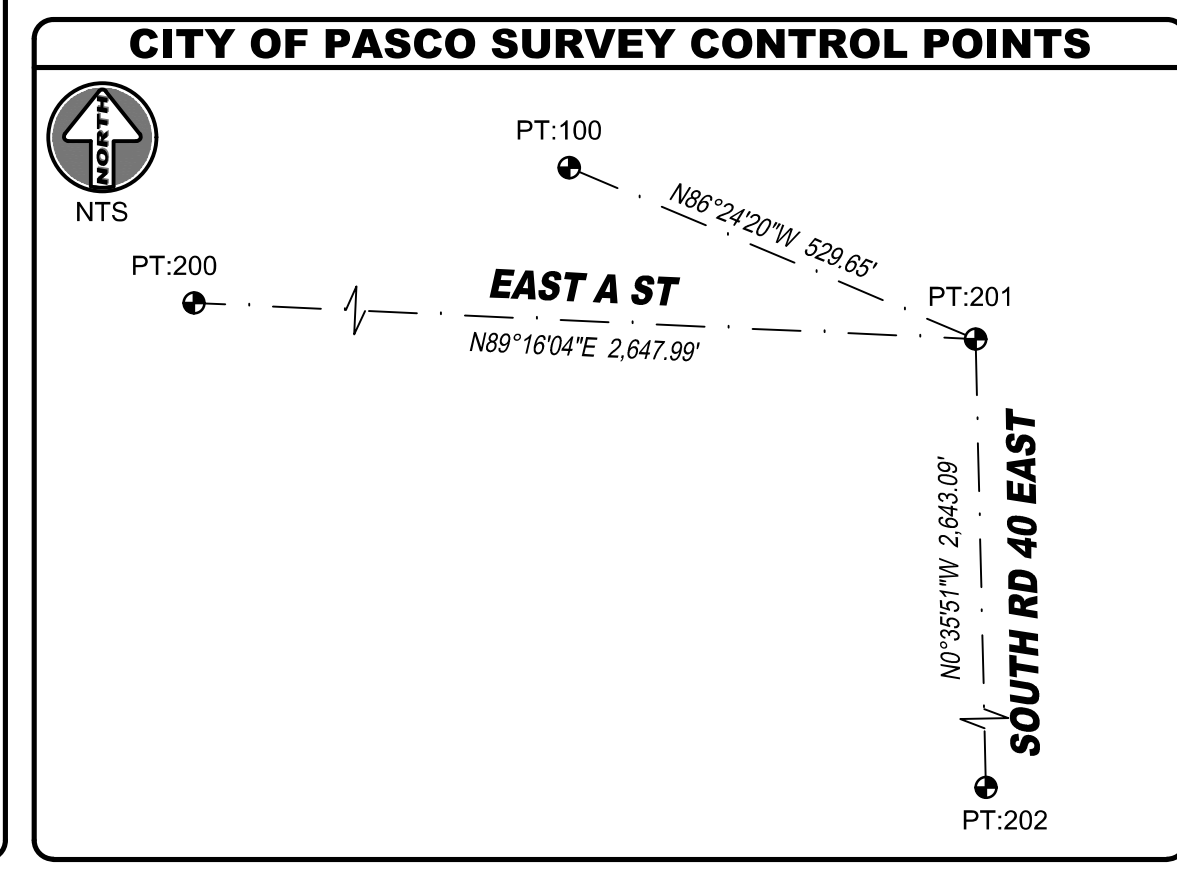 CITY OF PASCO SURVEY CONTROL POINTS
NORTH
NTS
PT:100
N86°24'20"W 529.65'
PT:200
EAST A ST
N89°16'04"E 2,647.99'
PT:201
N0°35'51"W 2,643.09'
SOUTH RD 40 EAST
PT:202